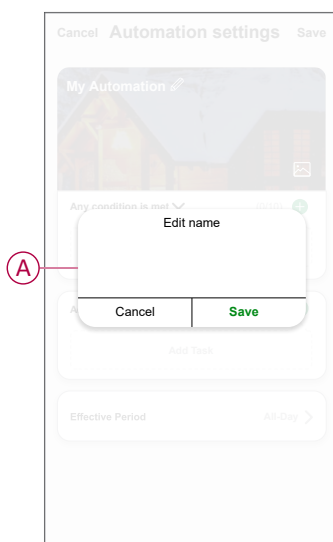 Cancel Automation settings Save
My Automation
Any condition is met
Edit name
A
Cancel Save
Add Task
Effective Period All-Day